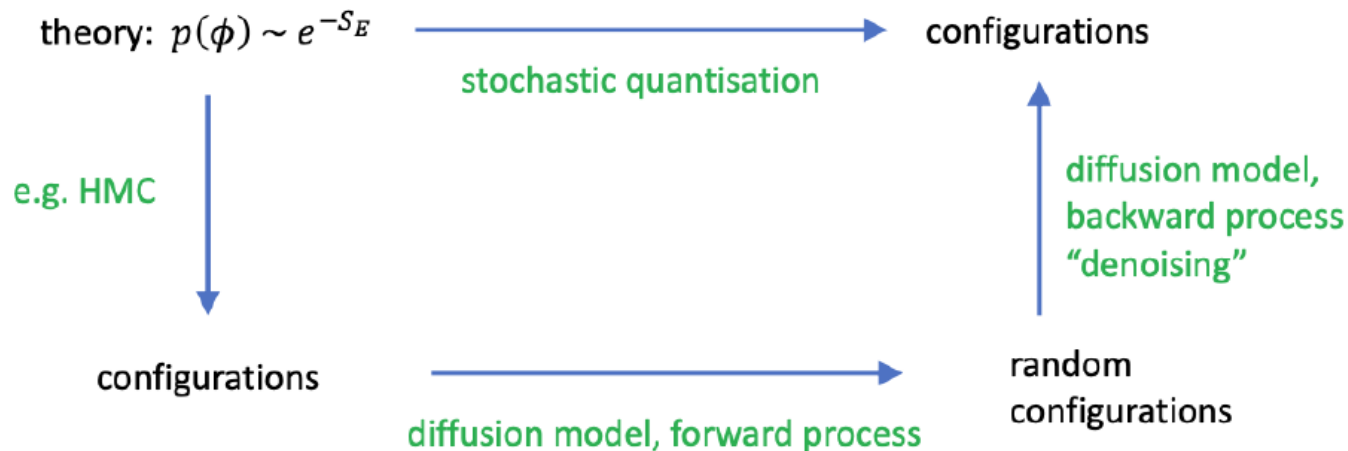 theory: p(ϕ) ~ e^{-S_E}
configurations
stochastic quantisation
e.g. HMC
diffusion model,
backward process
“denoising”
configurations
random
configurations
diffusion model, forward process